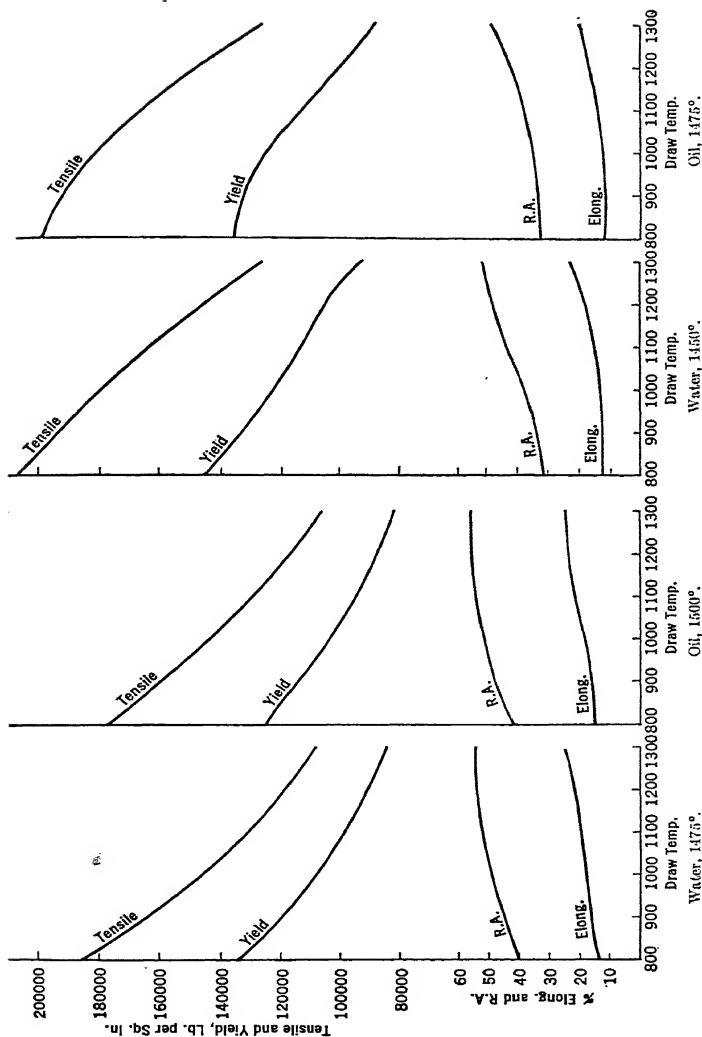 Tensile and Yield, Lb. per Sq. In.
200000
180000
160000
140000
120000
100000
80000
% Elong. and R.A.
60
50
40
30
20
10
Tensile
Yield
R.A.
Elong.
800 900 1000 1100 1200 1300
Draw Temp.
Water, 1475°.
Tensile
Yield
R.A.
Elong.
800 900 1000 1100 1200 1300
Draw Temp.
Oil, 1500°.
Tensile
Yield
R.A.
Elong.
800 900 1000 1100 1200 1300
Draw Temp.
Water, 1450°.
Tensile
Yield
R.A.
Elong.
800 900 1000 1100 1200 1300
Draw Temp.
Oil, 1475°.